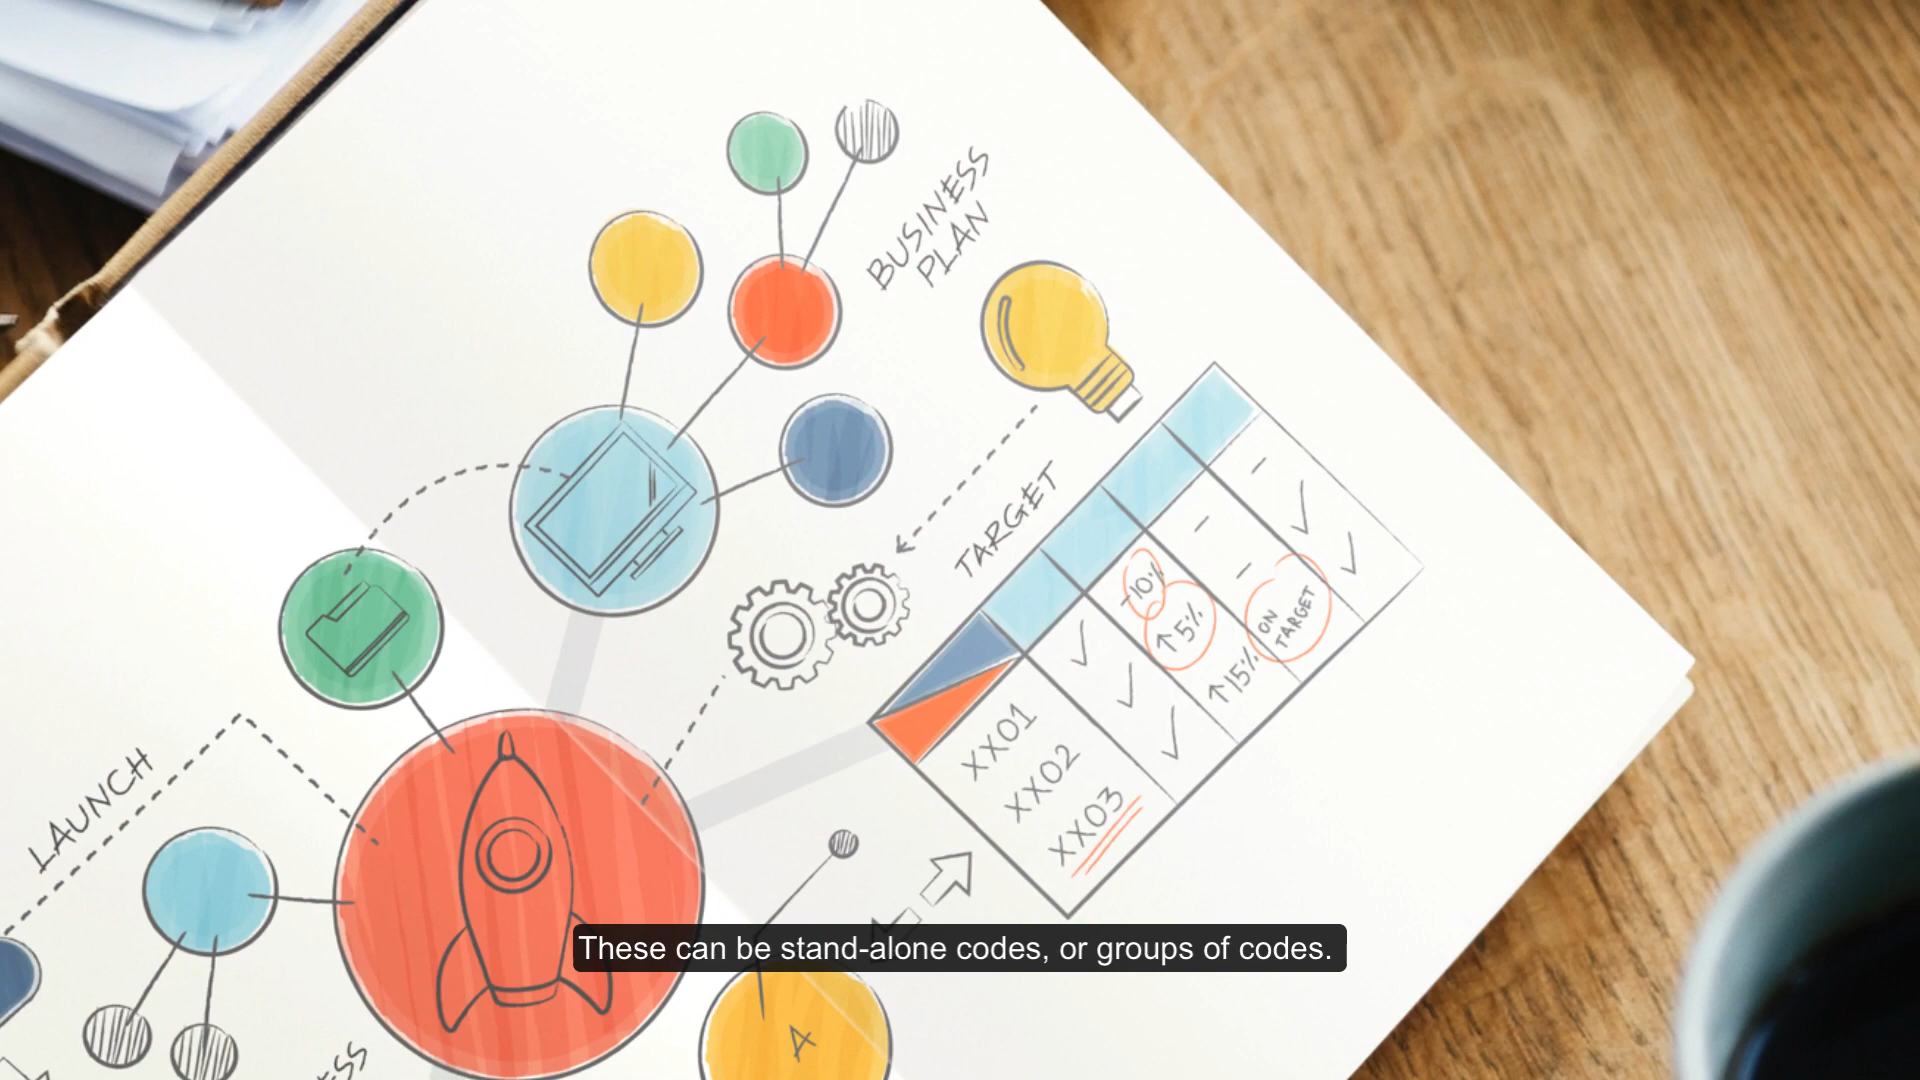 BUSINESS
PLAN
TARGET
-10%
↑5%
ON
TARGET
↑15%
XX01
XX02
XX03
LAUNCH
A
ESS
These can be stand-alone codes, or groups of codes.